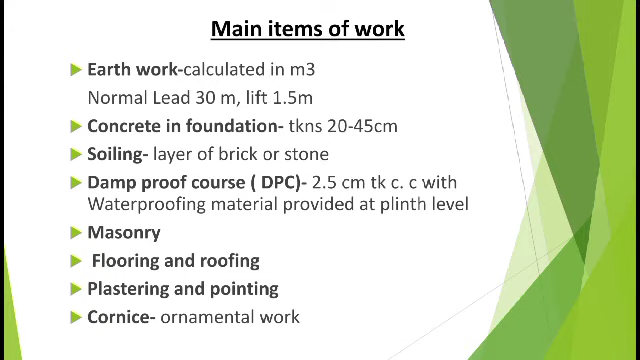 Main items of work
Earth work-calculated in m3
Normal Lead 30 m, lift 1.5m
Concrete in foundation- tkns 20-45cm
Soiling- layer of brick or stone
Damp proof course ( DPC)- 2.5 cm tk c. c with
Waterproofing material provided at plinth level
Masonry
Flooring and roofing
Plastering and pointing
Cornice- ornamental work